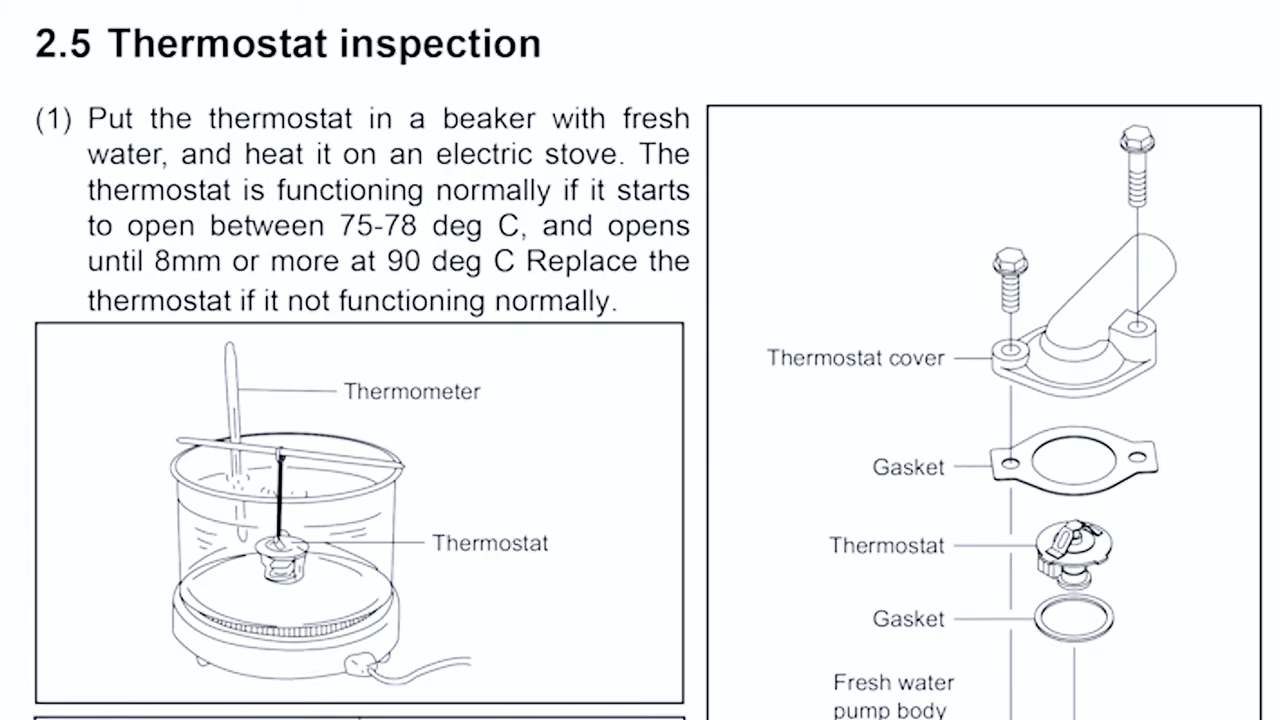 2.5 Thermostat inspection
(1) Put the thermostat in a beaker with fresh
water, and heat it on an electric stove. The
thermostat is functioning normally if it starts
to open between 75-78 deg C, and opens
until 8mm or more at 90 deg C Replace the
thermostat if it not functioning normally.
Thermometer
Thermostat
Thermostat cover
Gasket
Thermostat
Gasket
Fresh water
pump body